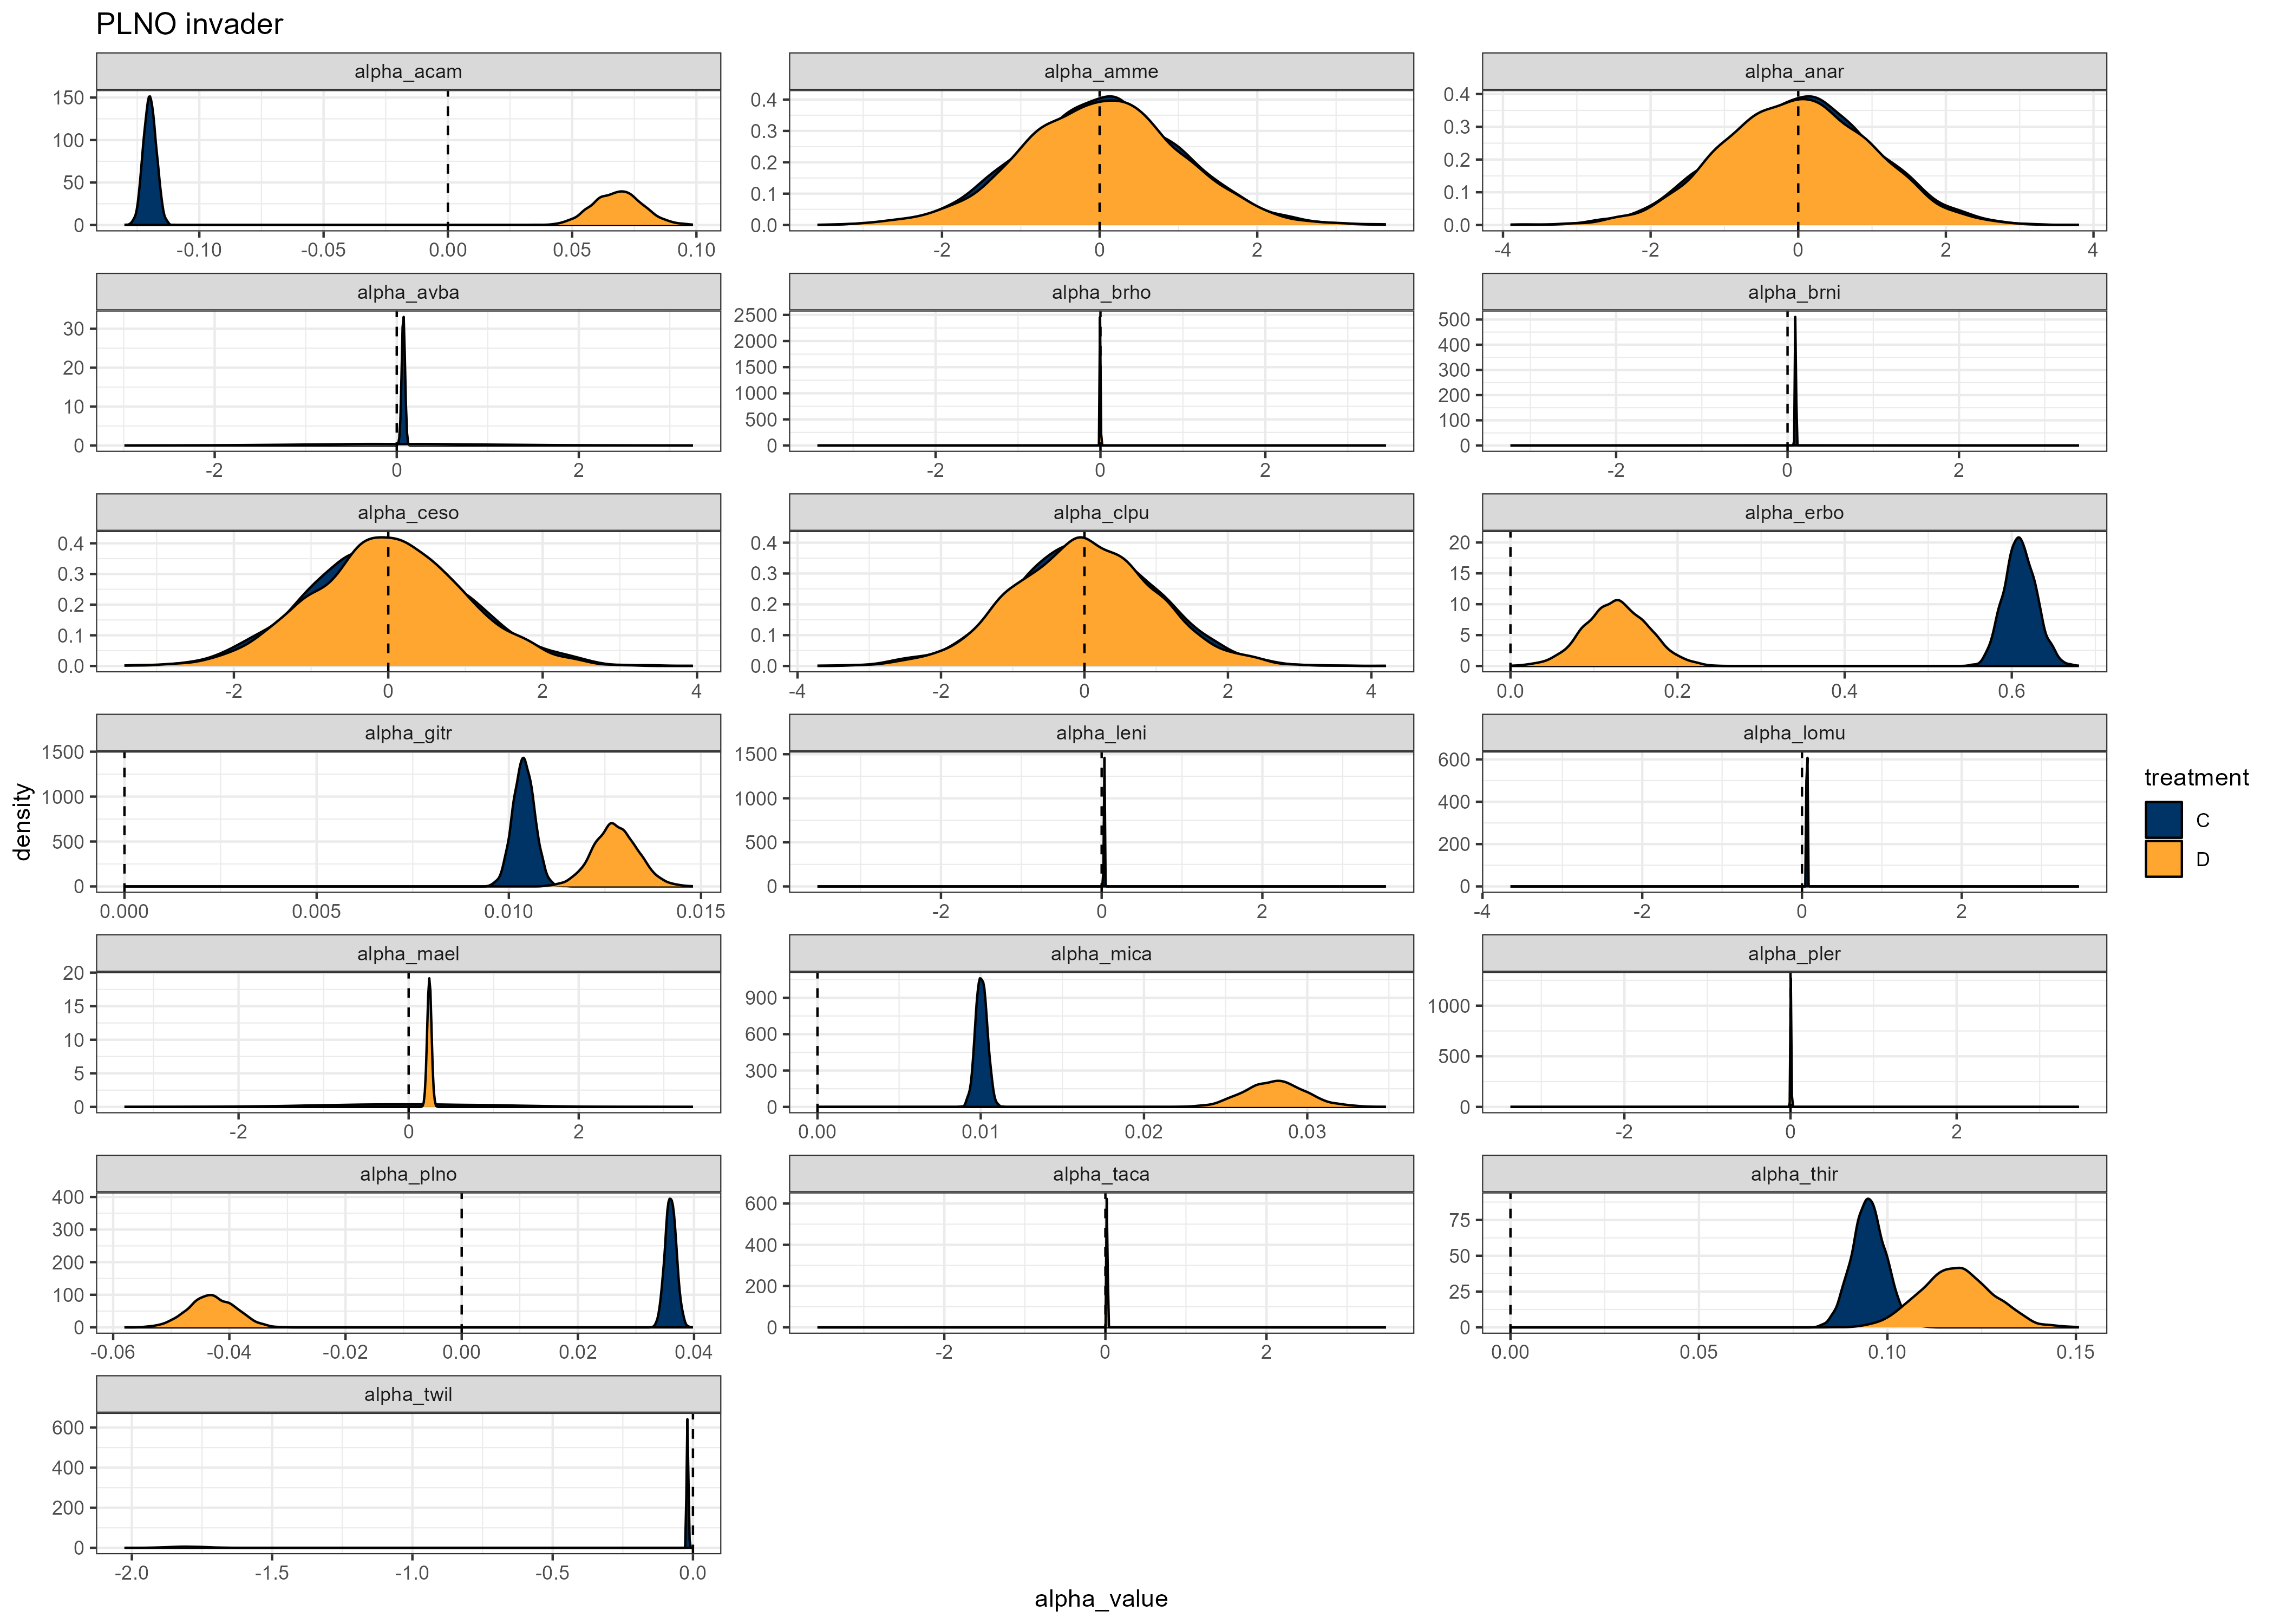 PLNO invader
alpha_acam alpha_amme alpha_anar
150 100 50 0
-0.10 -0.05 0.00 0.05 0.10
0.4 0.3 0.2 0.1 0.0
-2 0 2
0.4 0.3 0.2 0.1 0.0
-4 -2 0 2 4
alpha_avba alpha_brho alpha_brni
30 20 10 0
-2 0 2
2500 2000 1500 1000 500 0
-2 0 2
500 400 300 200 100 0
-2 0 2
alpha_ceso alpha_clpu alpha_erbo
0.4 0.3 0.2 0.1 0.0
-2 0 2 4
0.4 0.3 0.2 0.1 0.0
-4 -2 0 2 4
20 15 10 5 0
0.0 0.2 0.4 0.6
alpha_gitr alpha_leni alpha_lomu
1500 1000 500 0
0.000 0.005 0.010 0.015
1500 1000 500 0
-2 0 2
600 400 200 0
-4 -2 0 2
alpha_mael alpha_mica alpha_pler
20 15 10 5 0
-2 0 2
900 600 300 0
0.00 0.01 0.02 0.03
1000 500 0
-2 0 2
alpha_plno alpha_taca alpha_thir
400 300 200 100 0
-0.06 -0.04 -0.02 0.00 0.02 0.04
600 400 200 0
-2 0 2
75 50 25 0
0.00 0.05 0.10 0.15
alpha_twil
600 400 200 0
-2.0 -1.5 -1.0 -0.5 0.0
density
alpha_value
treatment
C
D